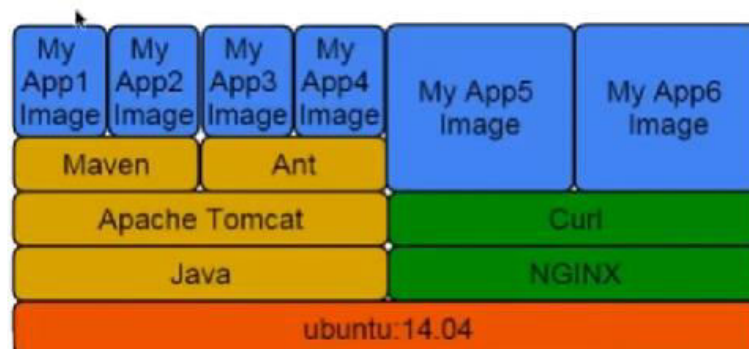 My
App1
Image
My
App2
Image
My
App3
Image
My
App4
Image
My App5
Image
My App6
Image
Maven
Ant
Apache Tomcat
Curl
Java
NGINX
ubuntu:14.04